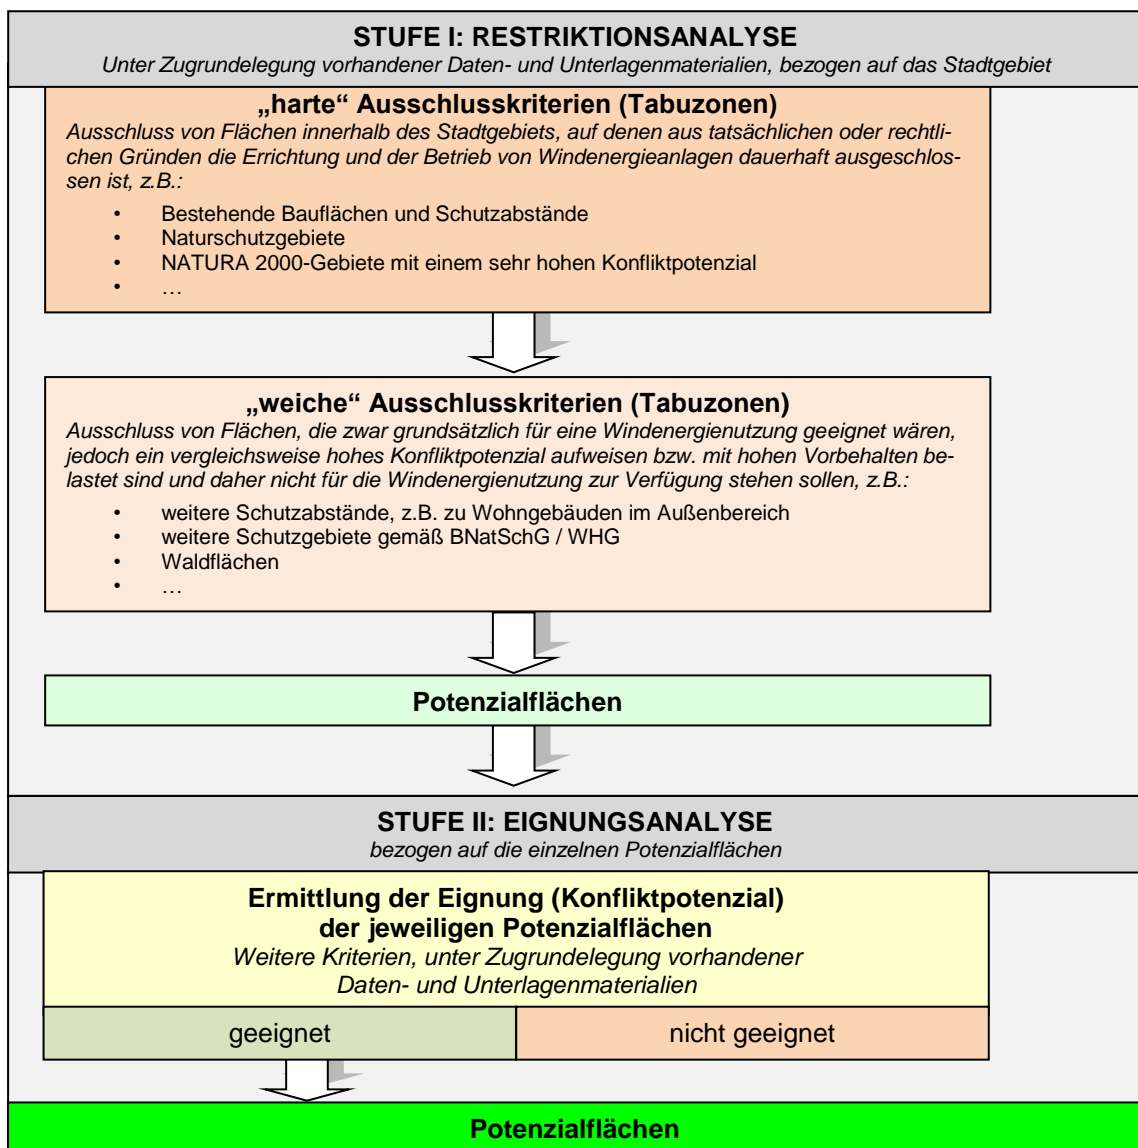 STUFE I: RESTRIKTIONSANALYSE
Unter Zugrundelegung vorhandener Daten- und Unterlagenmaterialien, bezogen auf das Stadtgebiet
„harte“ Ausschlusskriterien (Tabuzonen)
Ausschluss von Flächen innerhalb des Stadtgebiets, auf denen aus tatsächlichen oder rechtli-
chen Gründen die Errichtung und der Betrieb von Windenergieanlagen dauerhaft ausgeschlos-
sen ist, z.B.:
• Bestehende Bauflächen und Schutzabstände
• Naturschutzgebiete
• NATURA 2000-Gebiete mit einem sehr hohen Konfliktpotenzial
• …
„weiche“ Ausschlusskriterien (Tabuzonen)
Ausschluss von Flächen, die zwar grundsätzlich für eine Windenergienutzung geeignet wären,
jedoch ein vergleichsweise hohes Konfliktpotenzial aufweisen bzw. mit hohen Vorbehalten be-
lastet sind und daher nicht für die Windenergienutzung zur Verfügung stehen sollen, z.B.:
• weitere Schutzabstände, z.B. zu Wohngebäuden im Außenbereich
• weitere Schutzgebiete gemäß BNatSchG / WHG
• Waldflächen
• …
Potenzialflächen
STUFE II: EIGNUNGSANALYSE
bezogen auf die einzelnen Potenzialflächen
Ermittlung der Eignung (Konfliktpotenzial)
der jeweiligen Potenzialflächen
Weitere Kriterien, unter Zugrundelegung vorhandener
Daten- und Unterlagenmaterialien
geeignet
nicht geeignet
Potenzialflächen